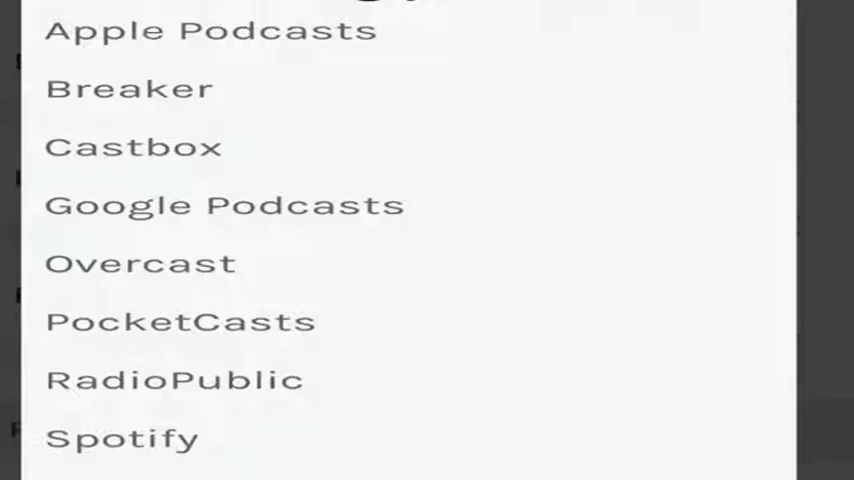 Apple Podcasts
Breaker
Castbox
Google Podcasts
Overcast
PocketCasts
RadioPublic
Spotify